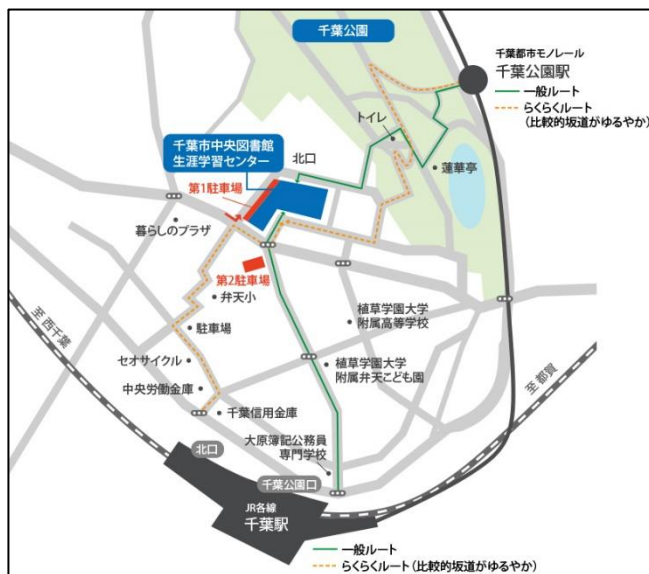 千葉公園
千葉都市モノレール
千葉公園駅
一般ルート
らくらくルート
(比較的坂道がゆるやか)
トイレ
千葉市中央図書館
生涯学習センター
北口
蓮華亭
第1駐車場
暮らしのプラザ
第2駐車場
弁天小
植草学園大学
附属高等学校
至西千葉
駐車場
セオサイクル
植草学園大学
附属弁天こども園
中央労働金庫
至都賀
千葉信用金庫
大原簿記公務員
専門学校
北口
千葉公園口
JR各線
千葉駅
一般ルート
らくらくルート(比較的坂道がゆるやか)